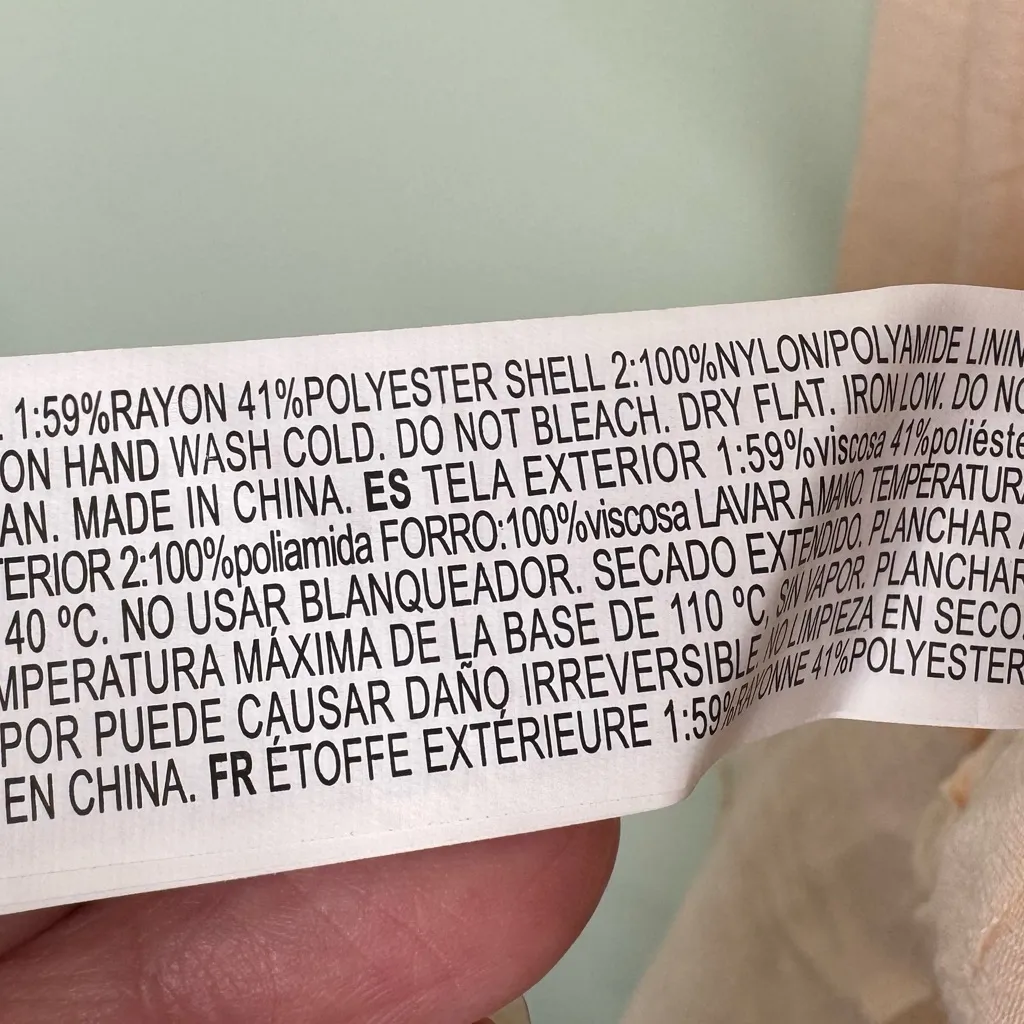 1:59%RAYON 41%POLYESTER SHELL 2:100%NYLON/POLYAMIDE LININ
ON HAND WASH COLD. DO NOT BLEACH. DRY FLAT. IRON LOW. DO NO
AN. MADE IN CHINA. ES TELA EXTERIOR 1:59%viscosa 41%poliéste
TERIOR 2:100%poliamida FORRO:100%viscosa LAVAR A MANO. TEMPERATURA
40 ºC. NO USAR BLANQUEADOR. SECADO EXTENDIDO. PLANCHAR A
MPERATURA MÁXIMA DE LA BASE DE 110 ºC, SIN VAPOR. PLANCHAR
POR PUEDE CAUSAR DAÑO IRREVERSIBLE. NO LIMPIEZA EN SECO.
EN CHINA. FR ÉTOFFE EXTÉRIEURE 1:59%RAYONNE 41%POLYESTER